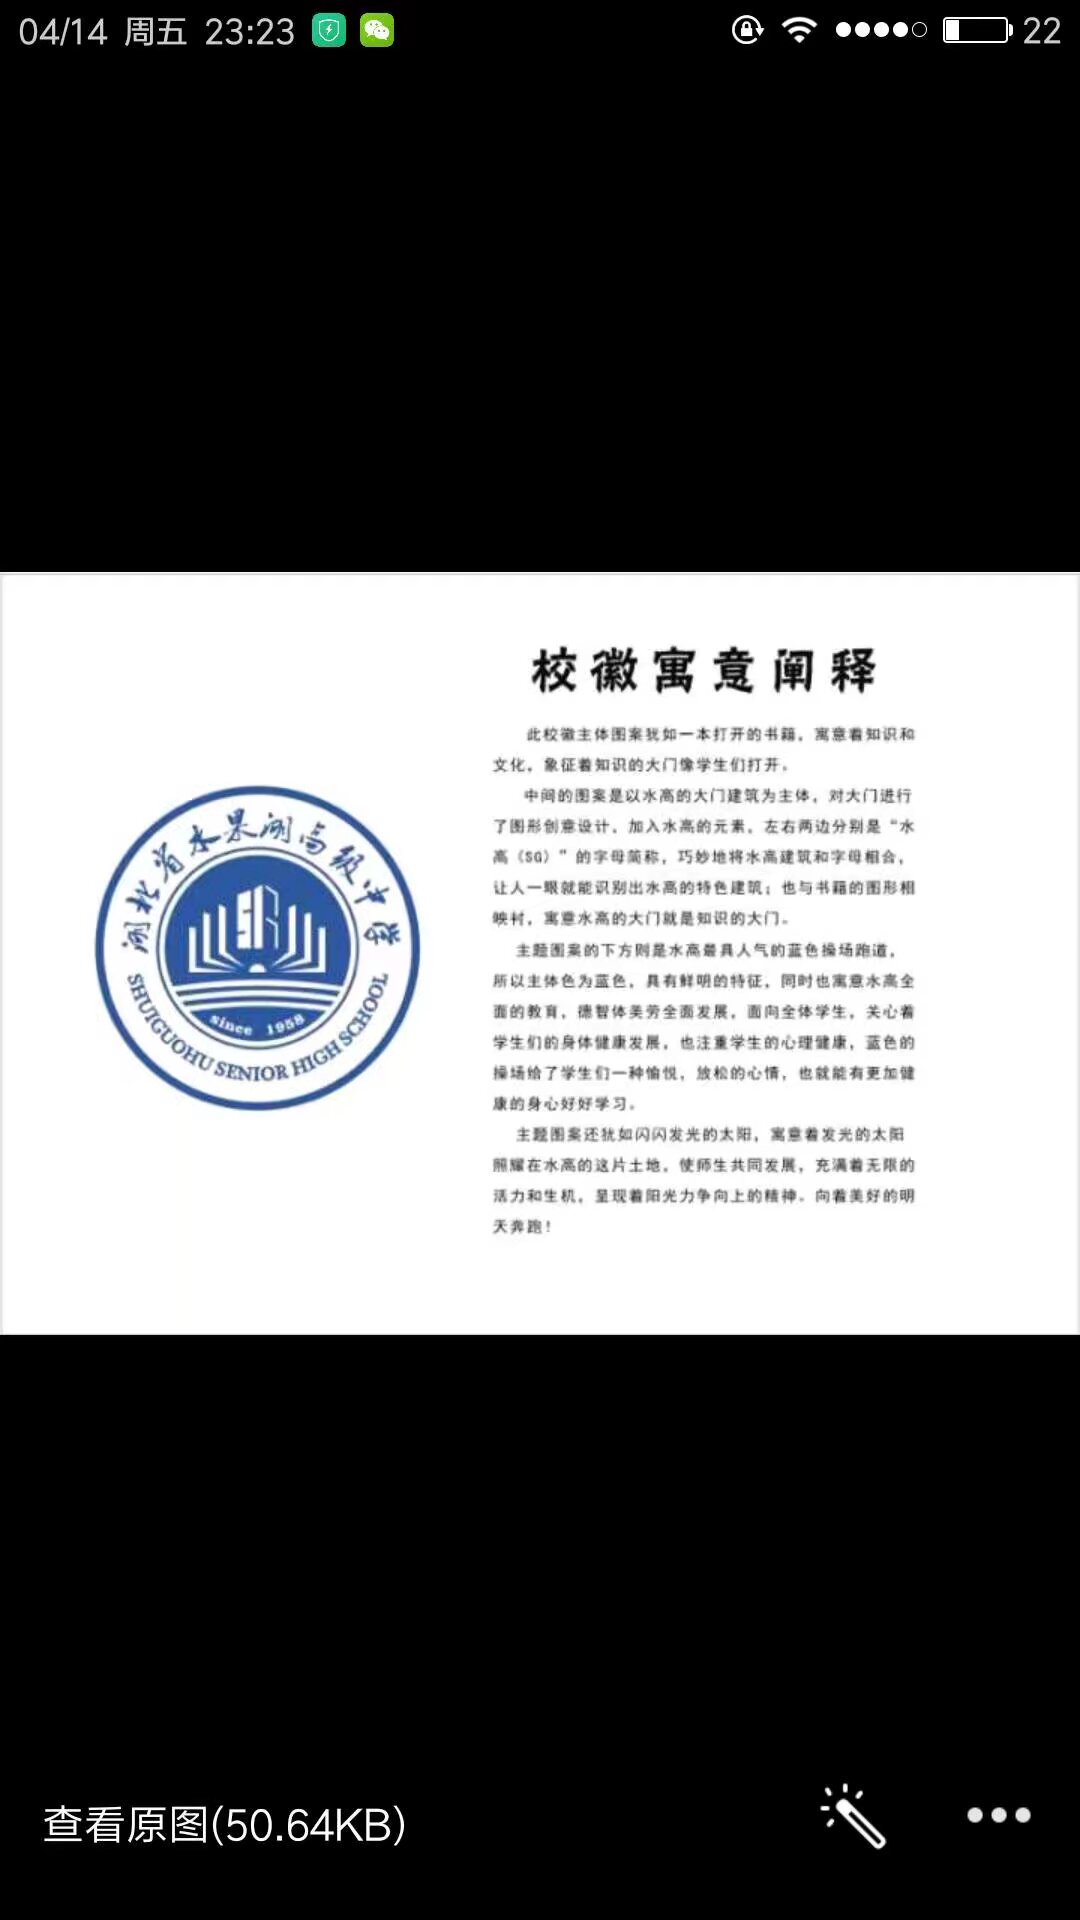 04/14 周五 23:23
22
校徽寓意阐释
此校徽主体图案犹如一本打开的书籍，寓意着知识和
文化，象征着知识的大门像学生们打开。
中间的图案是以水高的大门建筑为主体，对大门进行
了图形创意设计，加入水高的元素，左右两边分别是“水
高（SG）”的字母简称，巧妙地将水高建筑和字母相合，
让人一眼就能识别出水高的特色建筑；也与书籍的图形相
映衬，寓意水高的大门就是知识的大门。
主题图案的下方则是水高最具人气的蓝色操场跑道，
所以主体色为蓝色，具有鲜明的特征，同时也寓意水高全
面的教育，德智体美劳全面发展，面向全体学生，关心着
学生们的身体健康发展，也注重学生的心理健康，蓝色的
操场给了学生们一种愉悦，放松的心情，也就能有更加健
康的身心好好学习。
主题图案还犹如闪闪发光的太阳，寓意着发光的太阳
照耀在水高的这片土地，使师生共同发展，充满着无限的
活力和生机，呈现着阳光力争向上的精神。向着美好的明
天奔跑！
湖北省水果湖高级中学
since 1958
SHUIGUOHU SENIOR HIGH SCHOOL
查看原图(50.64KB)